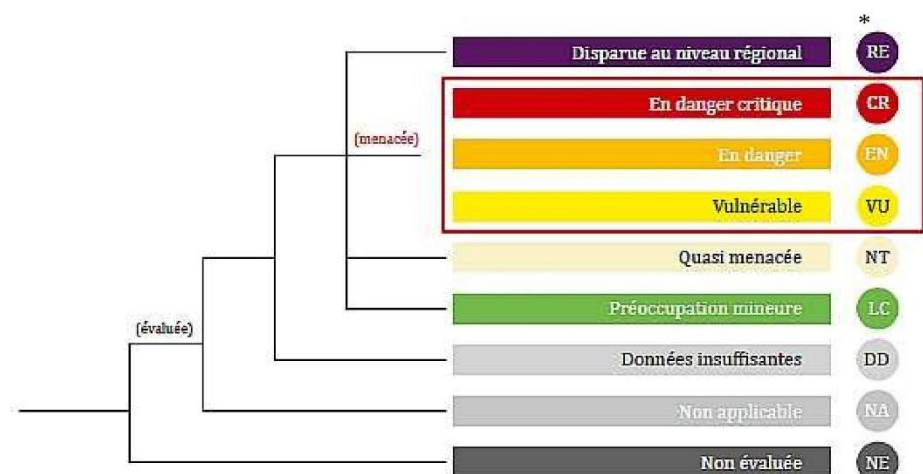 *
Disparue au niveau régional RE
En danger critique CR
(menacée)
En danger EN
Vulnérable VU
Quasi menacée NT
Préoccupation mineure LC
(évaluée)
Données insuffisantes DD
Non applicable NA
Non évaluée NE